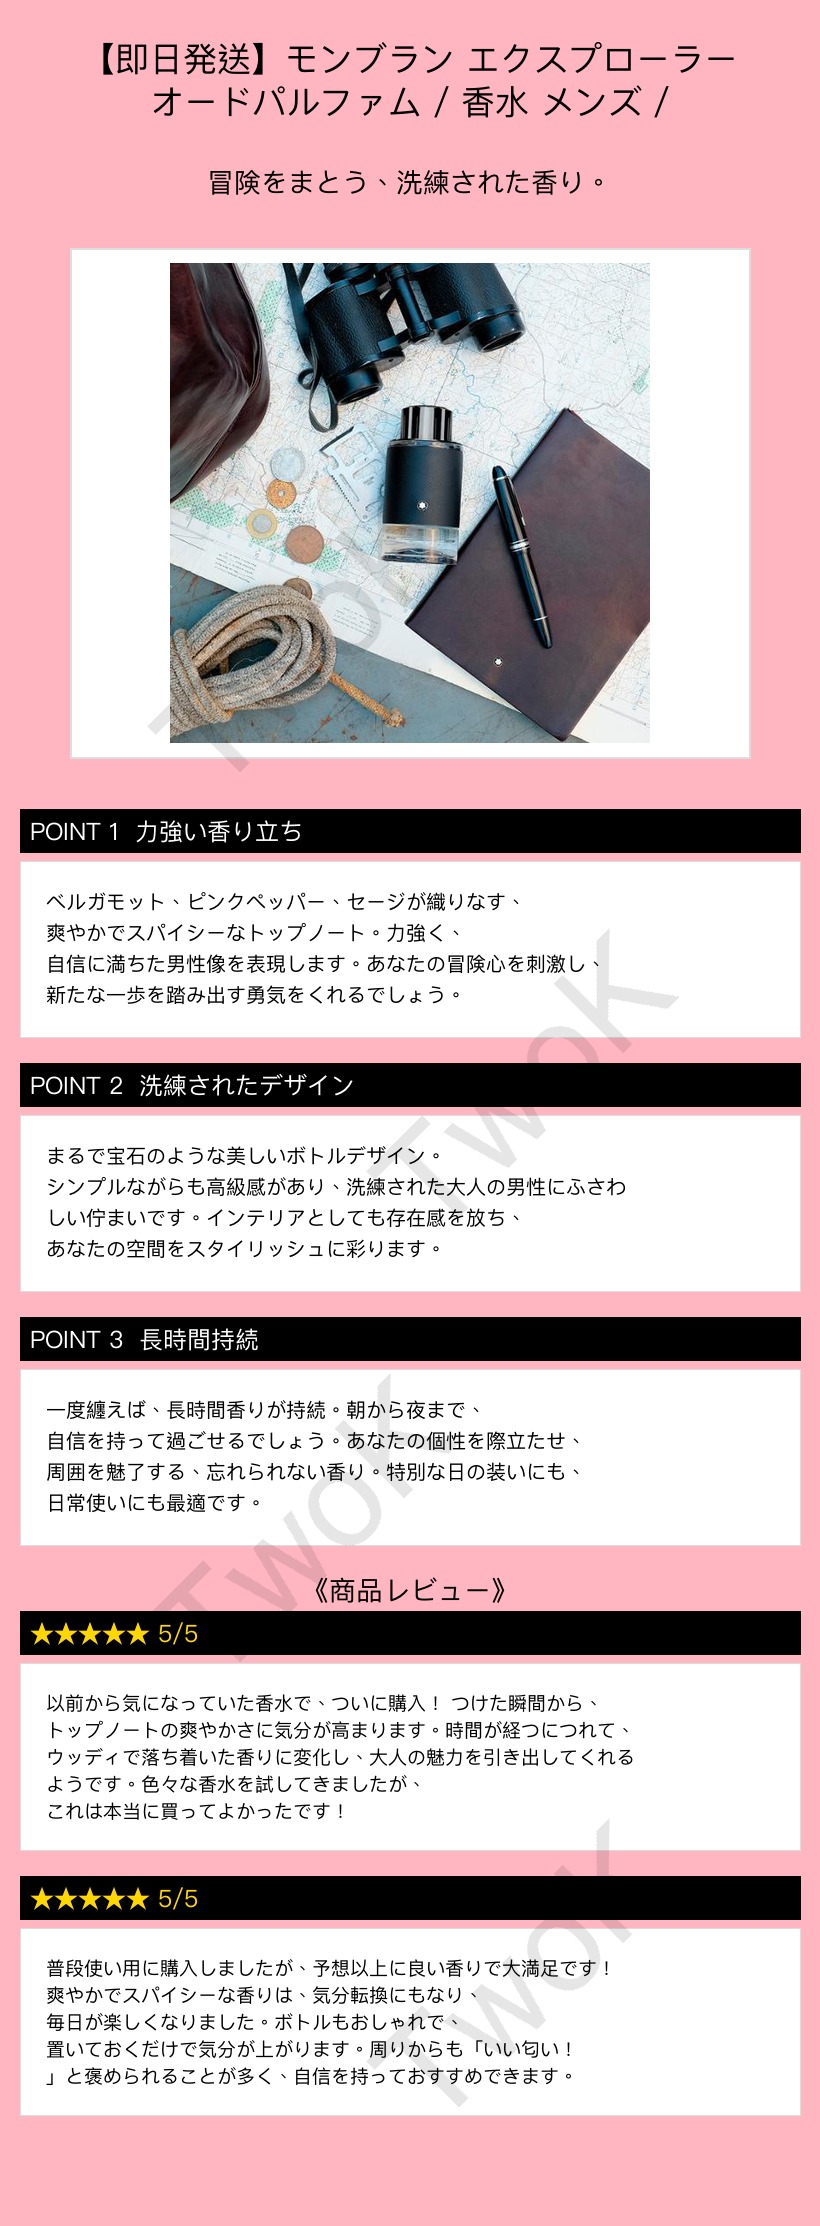 【即日発送】モンブラン エクスプローラー
オードパルファム / 香水 メンズ /
冒険をまとう、洗練された香り。
POINT 1 力強い香り立ち
ベルガモット、ピンクペッパー、セージが織りなす、
爽やかでスパイシーなトップノート。力強く、
自信に満ちた男性像を表現します。あなたの冒険心を刺激し、
新たな一歩を踏み出す勇気をくれるでしょう。
POINT 2 洗練されたデザイン
まるで宝石のような美しいボトルデザイン。
シンプルながらも高級感があり、洗練された大人の男性にふさわ
しい佇まいです。インテリアとしても存在感を放ち、
あなたの空間をスタイリッシュに彩ります。
POINT 3 長時間持続
一度纏えば、長時間香りが持続。朝から夜まで、
自信を持って過ごせるでしょう。あなたの個性を際立たせ、
周囲を魅了する、忘れられない香り。特別な日の装いにも、
日常使いにも最適です。
《商品レビュー》
★★★★★ 5/5
以前から気になっていた香水で、ついに購入！ つけた瞬間から、
トップノートの爽やかさに気分が高まります。時間が経つにつれて、
ウッディで落ち着いた香りに変化し、大人の魅力を引き出してくれる
ようです。色々な香水を試してきましたが、
これは本当に買ってよかったです！
★★★★★ 5/5
普段使い用に購入しましたが、予想以上に良い香りで大満足です！
爽やかでスパイシーな香りは、気分転換にもなり、
毎日が楽しくなりました。ボトルもおしゃれで、
置いておくだけで気分が上がります。周りからも「いい匂い！
」と褒められることが多く、自信を持っておすすめできます。
TwoK
TwoK
TwoK
TwoK